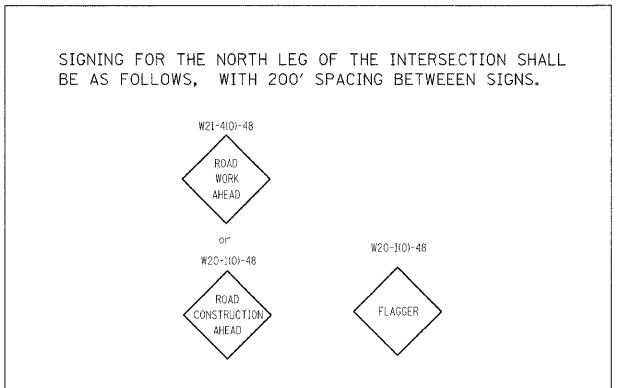 SIGNING FOR THE NORTH LEG OF THE INTERSECTION SHALL
BE AS FOLLOWS, WITH 200' SPACING BETWEEEN SIGNS.
W21-4(O)-48
ROAD
WORK
AHEAD
or
W20-1(O)-48
ROAD
CONSTRUCTION
AHEAD
W20-1(O)-48
FLAGGER